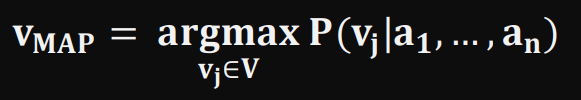 v_MAP = argmax P(v_j|a_1, ..., a_n)
v_j∈V